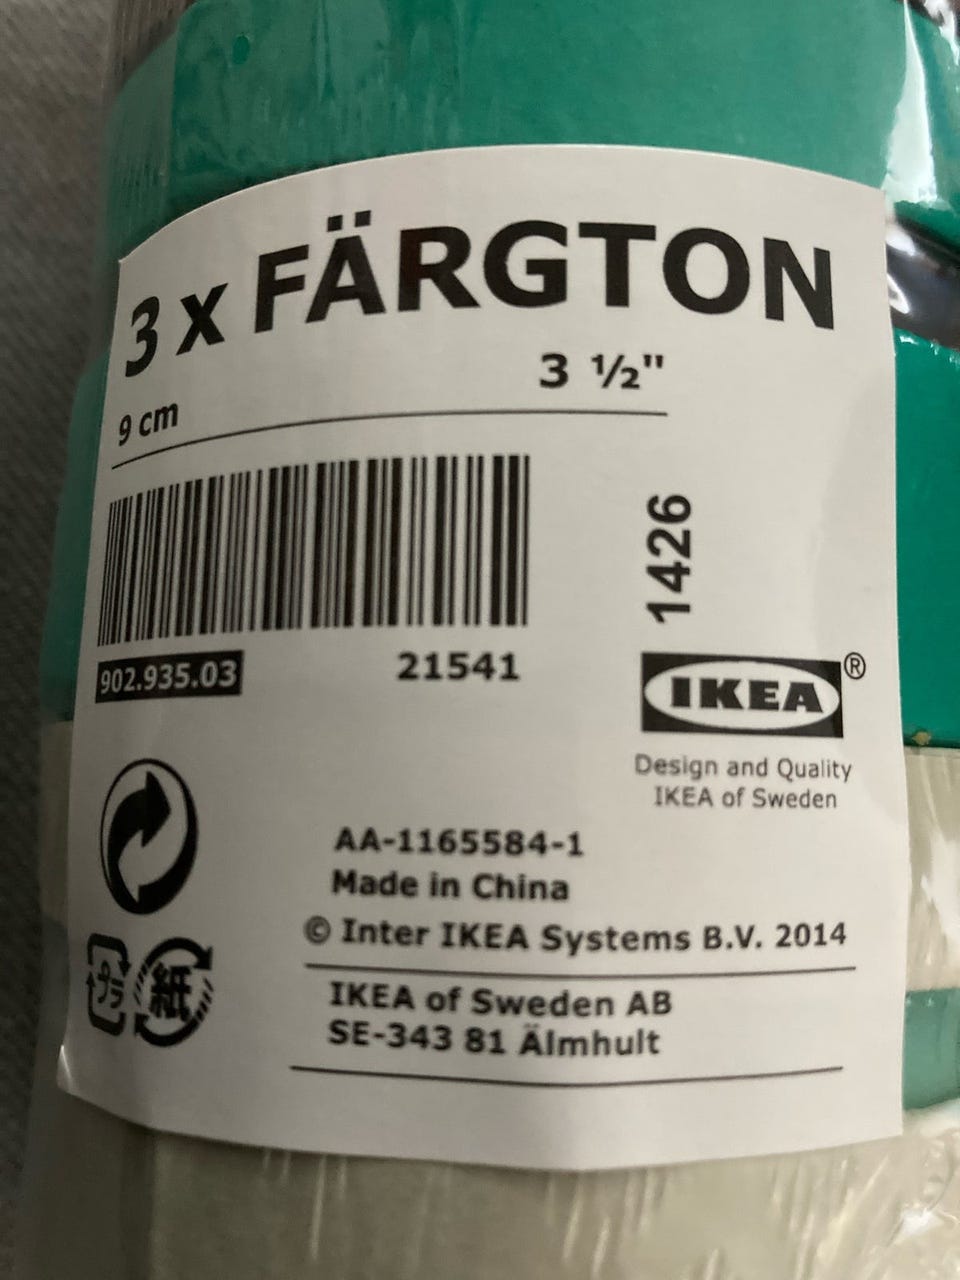 3 x FÄRGTON
9 cm 3 ½"
1426
902.935.03 21541
IKEA®
Design and Quality
IKEA of Sweden
AA-1165584-1
Made in China
© Inter IKEA Systems B.V. 2014
プラ 紙
IKEA of Sweden AB
SE-343 81 Älmhult